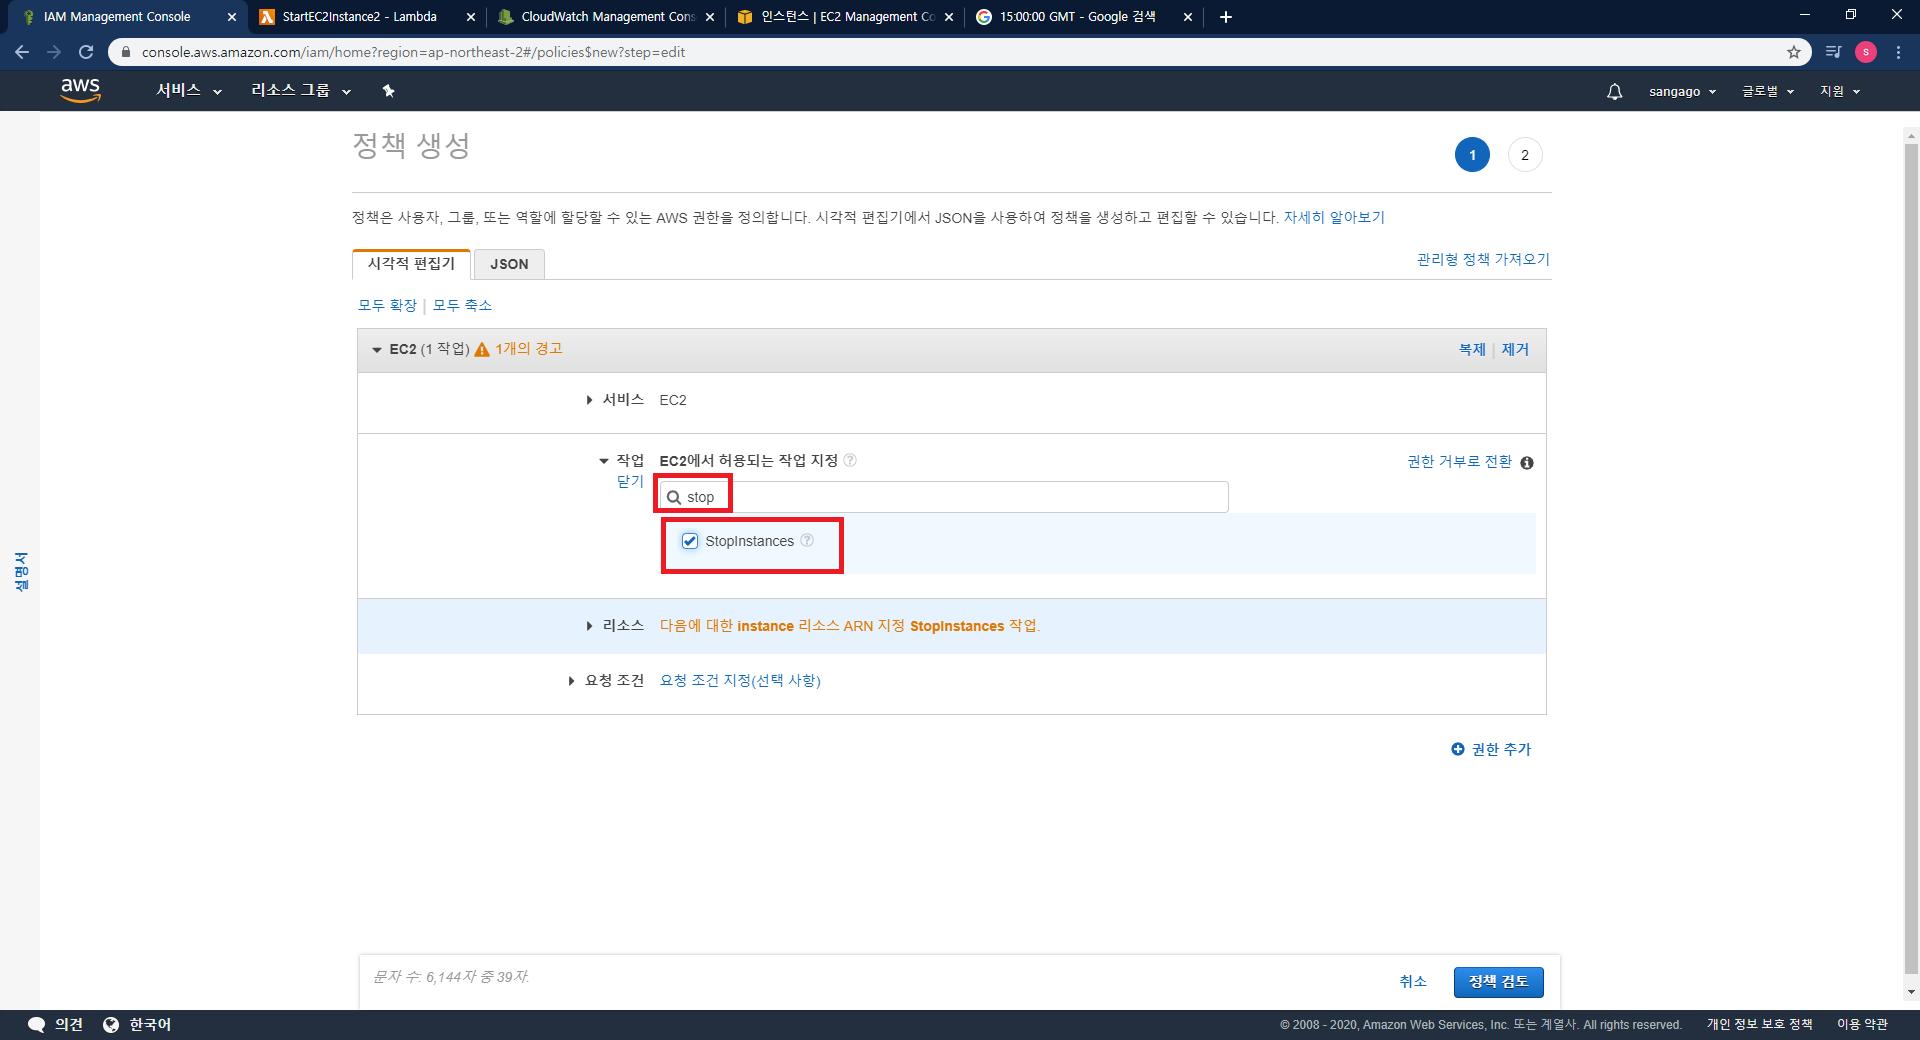 IAM Management Console
StartEC2Instance2 - Lambda
CloudWatch Management Cons
인스턴스 | EC2 Management Co
15:00:00 GMT - Google 검색
console.aws.amazon.com/iam/home?region=ap-northeast-2#/policies$new?step=edit
s
aws
서비스
리소스 그룹
sangago
글로벌
지원
정책 생성
1
2
정책은 사용자, 그룹, 또는 역할에 할당할 수 있는 AWS 권한을 정의합니다. 시각적 편집기에서 JSON을 사용하여 정책을 생성하고 편집할 수 있습니다. 자세히 알아보기
시각적 편집기
JSON
관리형 정책 가져오기
모두 확장 | 모두 축소
EC2 (1 작업) 1개의 경고
복제 | 제거
서비스 EC2
작업 EC2에서 허용되는 작업 지정
권한 거부로 전환
닫기
stop
StopInstances
리소스 다음에 대한 instance 리소스 ARN 지정 StopInstances 작업.
요청 조건 요청 조건 지정(선택 사항)
권한 추가
설명서
문자 수: 6,144자 중 39자.
취소
정책 검토
의견
한국어
© 2008 - 2020, Amazon Web Services, Inc. 또는 계열사. All rights reserved.
개인 정보 보호 정책
이용 약관